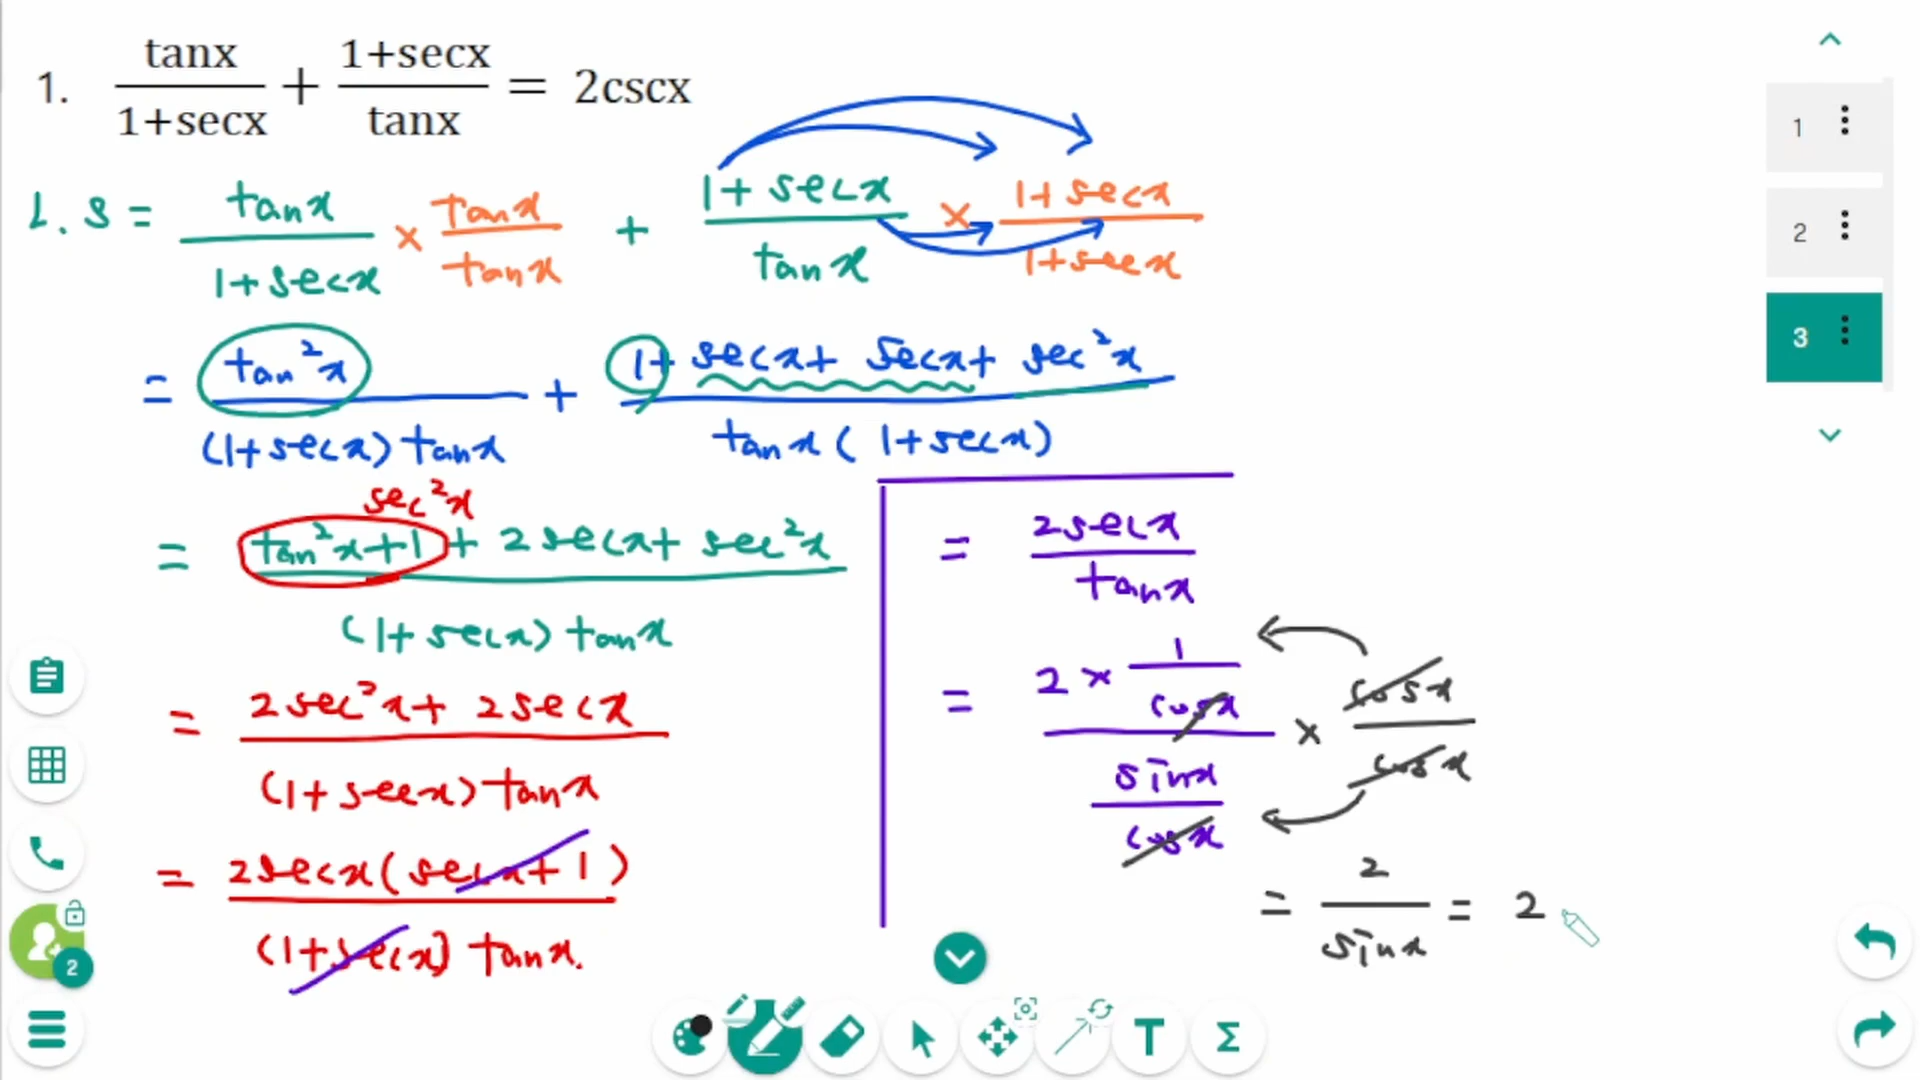 1. tanx/1+secx + 1+secx/tanx = 2cscx
L.S = tanx/1+secx × tanx/tanx + 1+secx/tanx × 1+secx/1+secx
= tan²x/(1+secx)tanx + 1+secx+secx+sec²x/tanx(1+secx)
sec²x
= tan²x+1+2secx+sec²x/(1+secx)tanx
= 2sec²x+2secx/(1+secx)tanx
= 2secx(secx+1)/(1+secx)tanx.
= 2secx/tanx
= 2×1/cosx/sinx/cosx × cosx/cosx
= 2/sinx = 2
1
2
3
2
T
Σ